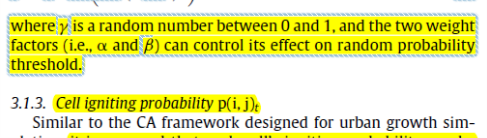 where γ is a random number between 0 and 1, and the two weight
factors (i.e., α and β) can control its effect on random probability
threshold.
3.1.3. Cell igniting probability p(i, j)t
Similar to the CA framework designed for urban growth sim-